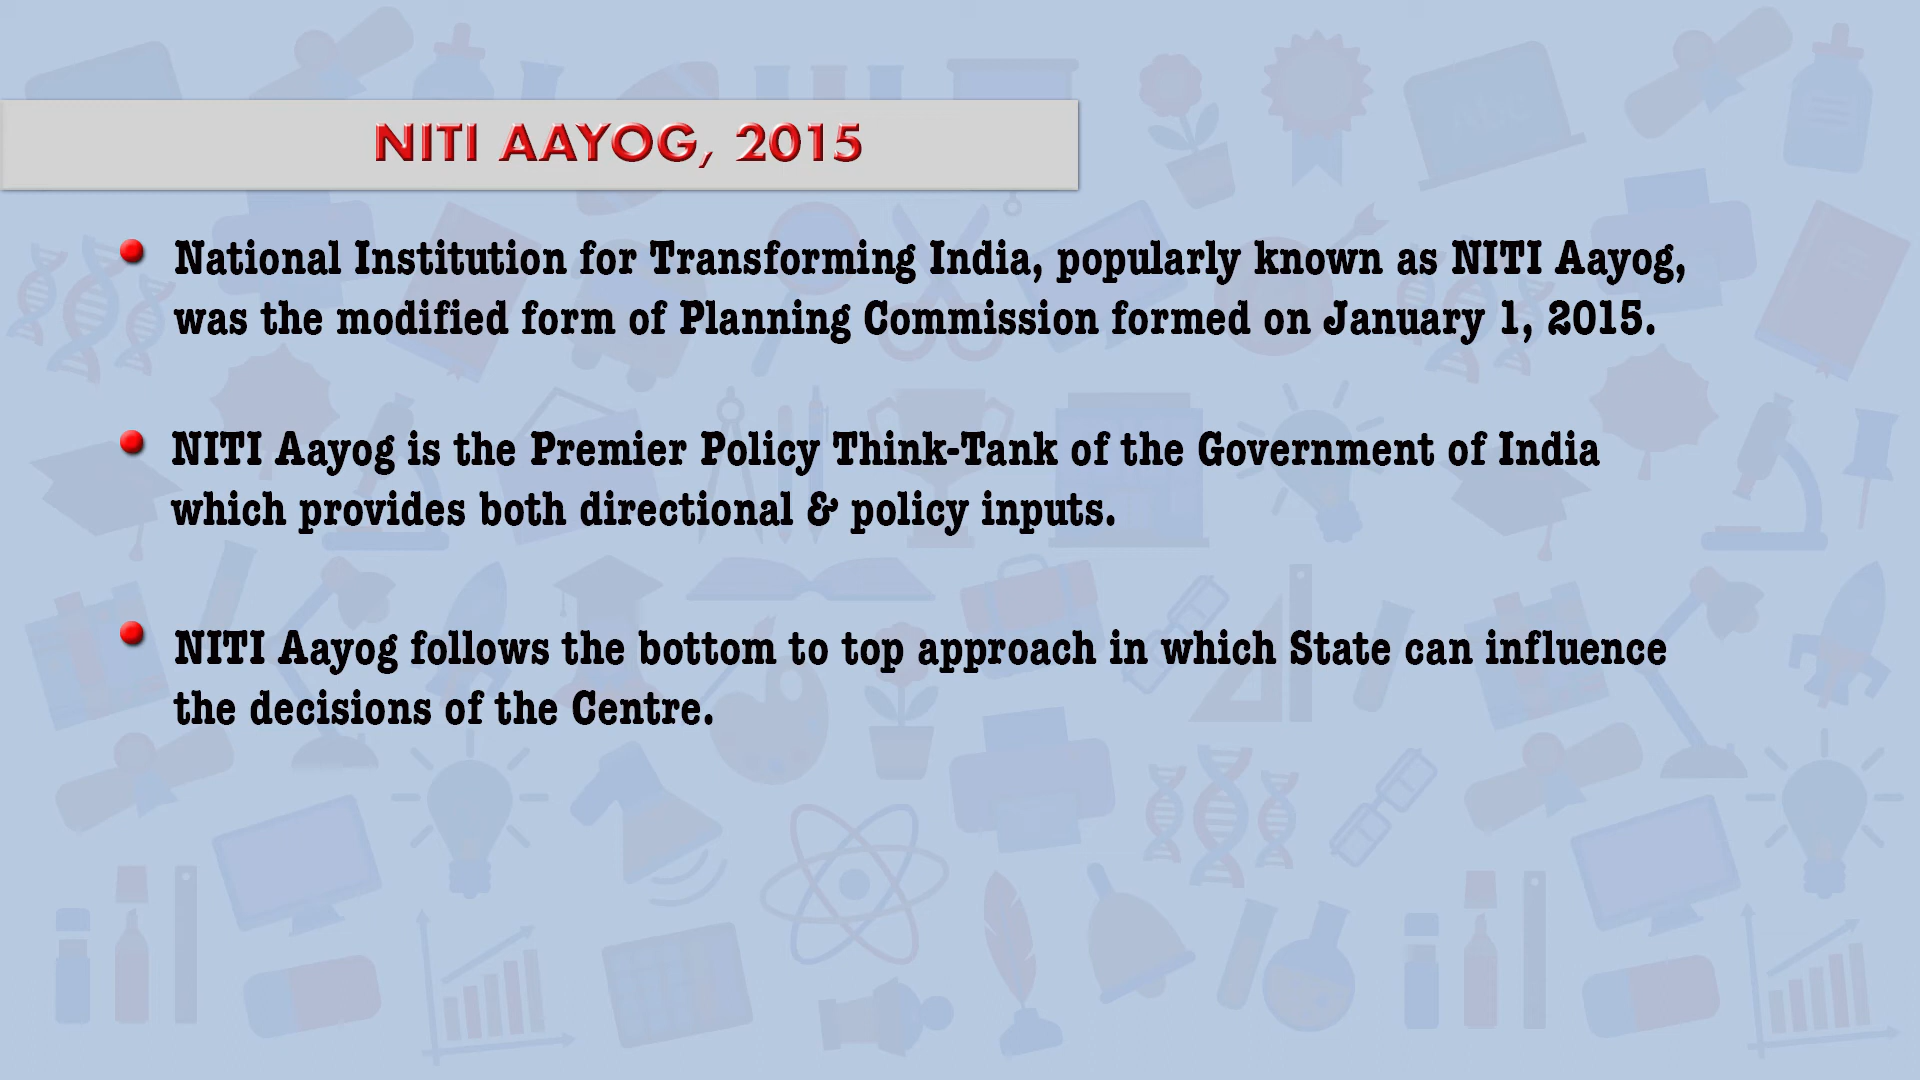 NITI AAYOG, 2015
National Institution for Transforming India, popularly known as NITI Aayog,
was the modified form of Planning Commission formed on January 1, 2015.
NITI Aayog is the Premier Policy Think-Tank of the Government of India
which provides both directional & policy inputs.
NITI Aayog follows the bottom to top approach in which State can influence
the decisions of the Centre.